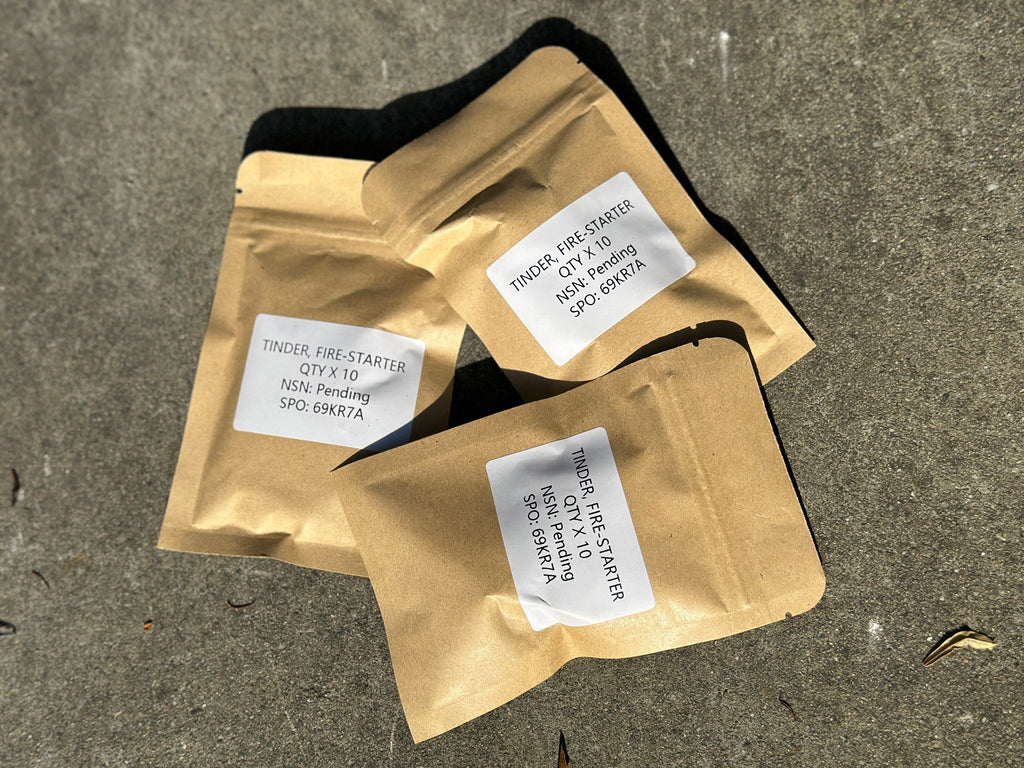 TINDER, FIRE-STARTER
QTY X 10
NSN: Pending
SPO: 69KR7A
TINDER, FIRE-STARTER
QTY X 10
NSN: Pending
SPO: 69KR7A
TINDER, FIRE-STARTER
QTY X 10
NSN: Pending
SPO: 69KR7A